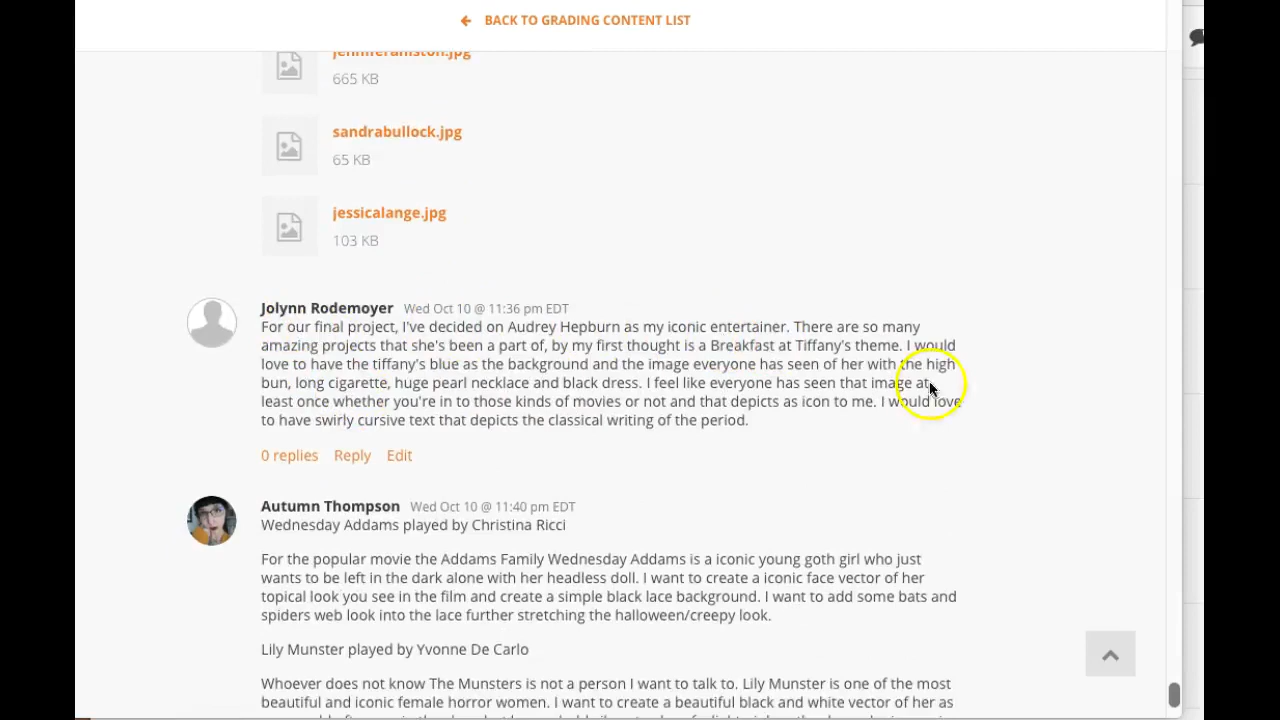 BACK TO GRADING CONTENT LIST
jenniferaniston.jpg
665 KB
sandrabullock.jpg
65 KB
jessicalange.jpg
103 KB
Jolynn Rodemoyer Wed Oct 10 @ 11:36 pm EDT
For our final project, I've decided on Audrey Hepburn as my iconic entertainer. There are so many
amazing projects that she's been a part of, by my first thought is a Breakfast at Tiffany's theme. I would
love to have the tiffany's blue as the background and the image everyone has seen of her with the high
bun, long cigarette, huge pearl necklace and black dress. I feel like everyone has seen that image at
least once whether you're in to those kinds of movies or not and that depicts as icon to me. I would love
to have swirly cursive text that depicts the classical writing of the period.
0 replies Reply Edit
Autumn Thompson Wed Oct 10 @ 11:40 pm EDT
Wednesday Addams played by Christina Ricci
For the popular movie the Addams Family Wednesday Addams is a iconic young goth girl who just
wants to be left in the dark alone with her headless doll. I want to create a iconic face vector of her
topical look you see in the film and create a simple black lace background. I want to add some bats and
spiders web look into the lace further stretching the halloween/creepy look.
Lily Munster played by Yvonne De Carlo
Whoever does not know The Munsters is not a person I want to talk to. Lily Munster is one of the most
beautiful and iconic female horror women. I want to create a beautiful black and white vector of her as